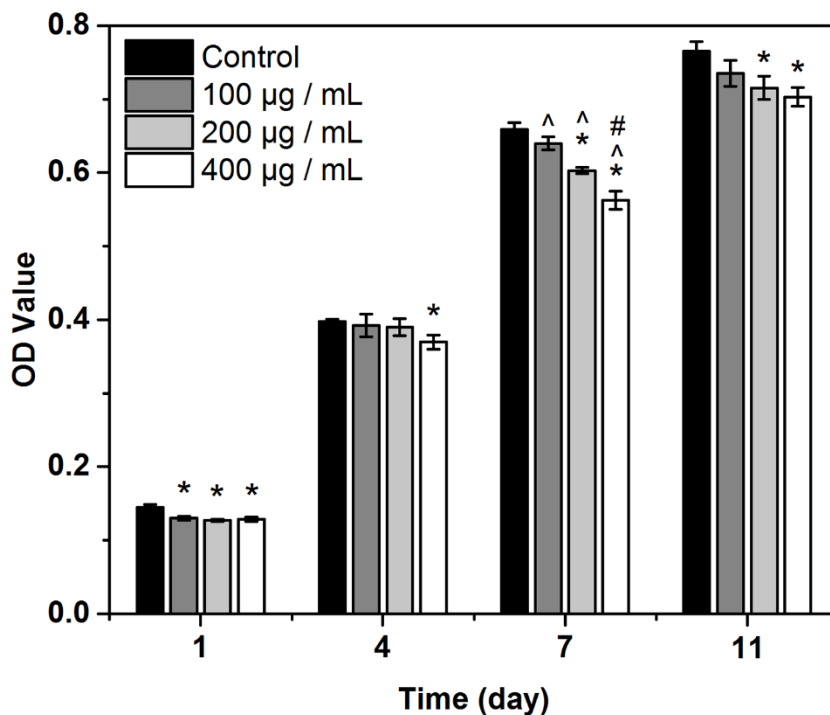 0.8
0.6
0.4
0.2
0.0
OD Value
Control
100 µg / mL
200 µg / mL
400 µg / mL
* * *
*
^
^
*
#
^
*
* *
1 4 7 11
Time (day)